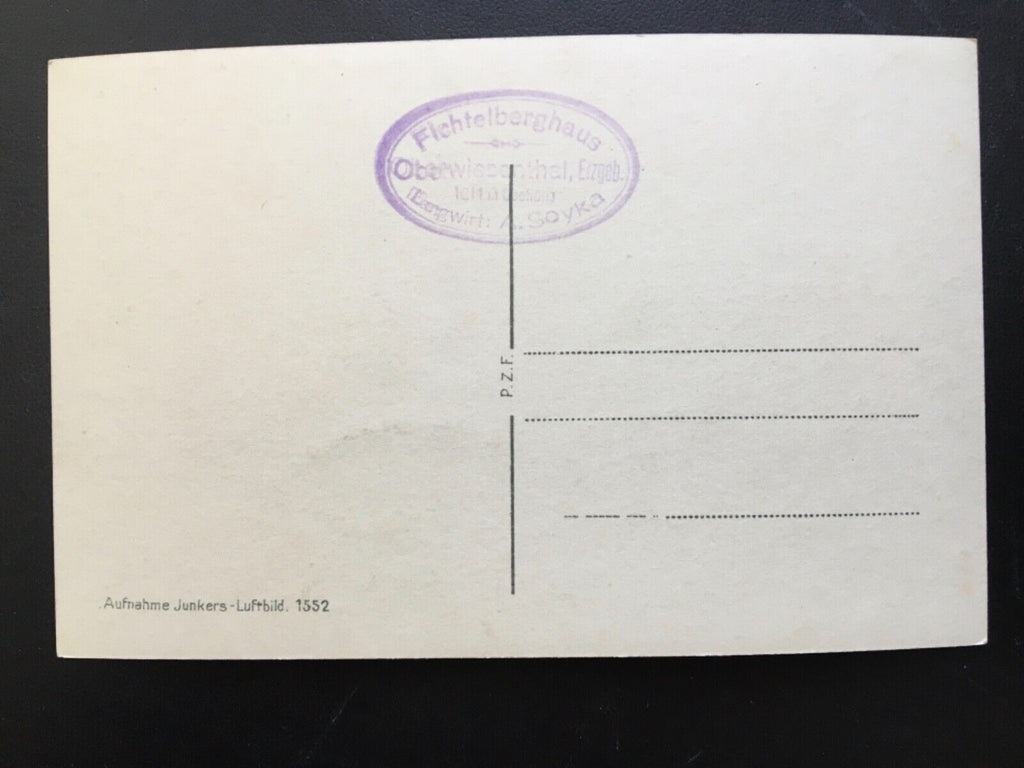 Fichtelberghaus
Oberwiesenthal, Erzgeb.
Bergwirt: A. Soyka
P.Z.F.
Aufnahme Junkers-Luftbild. 1552